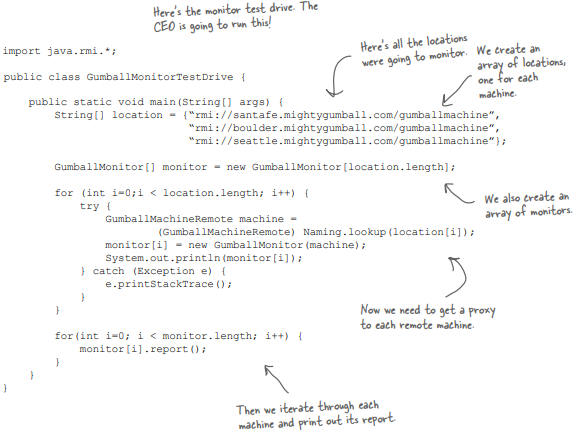 Here's the monitor test drive. The
CEO is going to run this!
import java.rmi.*;
public class GumballMonitorTestDrive {
Here's all the locations
were going to monitor.
We create an
array of locations,
one for each
machine.
public static void main(String[] args) {
String[] location = {“rmi://santafe.mightygumball.com/gumballmachine”,
“rmi://boulder.mightygumball.com/gumballmachine”,
“rmi://seattle.mightygumball.com/gumballmachine”};
GumballMonitor[] monitor = new GumballMonitor[location.length];
We also create an
array of monitors.
for (int i=0;i < location.length; i++) {
try {
GumballMachineRemote machine =
(GumballMachineRemote) Naming.lookup(location[i]);
monitor[i] = new GumballMonitor(machine);
System.out.println(monitor[i]);
} catch (Exception e) {
e.printStackTrace();
}
}
Now we need to get a proxy
to each remote machine.
for(int i=0; i < monitor.length; i++) {
monitor[i].report();
}
}
}
Then we iterate through each
machine and print out its report.